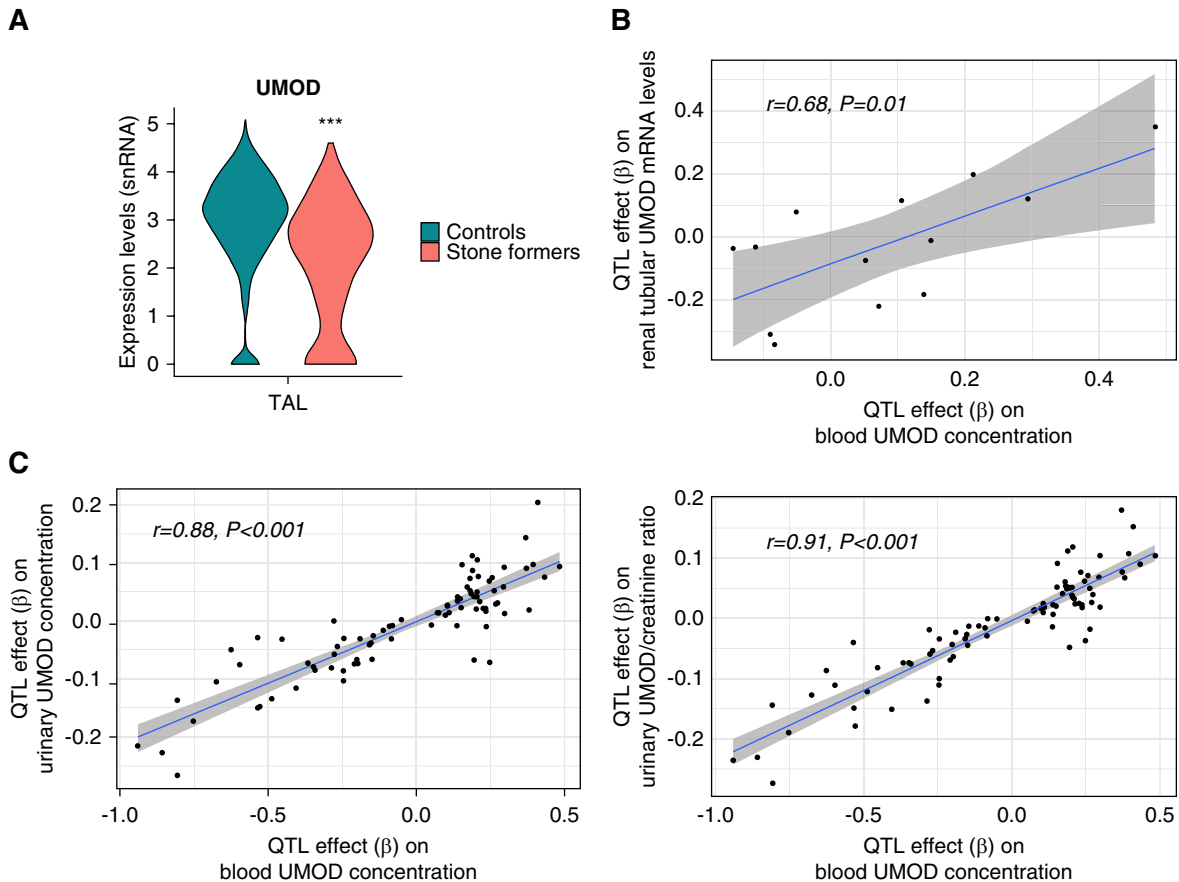 A
UMOD
***
Expression levels (snRNA)
5
4
3
2
1
0
TAL
Controls
Stone formers
B
r=0.68, P=0.01
QTL effect (β) on
renal tubular UMOD mRNA levels
0.4
0.2
0.0
-0.2
0.0
0.2
0.4
QTL effect (β) on
blood UMOD concentration
C
r=0.88, P<0.001
QTL effect (β) on
urinary UMOD concentration
0.2
0.1
0.0
-0.1
-0.2
-1.0
-0.5
0.0
0.5
QTL effect (β) on
blood UMOD concentration
r=0.91, P<0.001
QTL effect (β) on
urinary UMOD/creatinine ratio
0.2
0.1
0.0
-0.1
-0.2
-1.0
-0.5
0.0
0.5
QTL effect (β) on
blood UMOD concentration